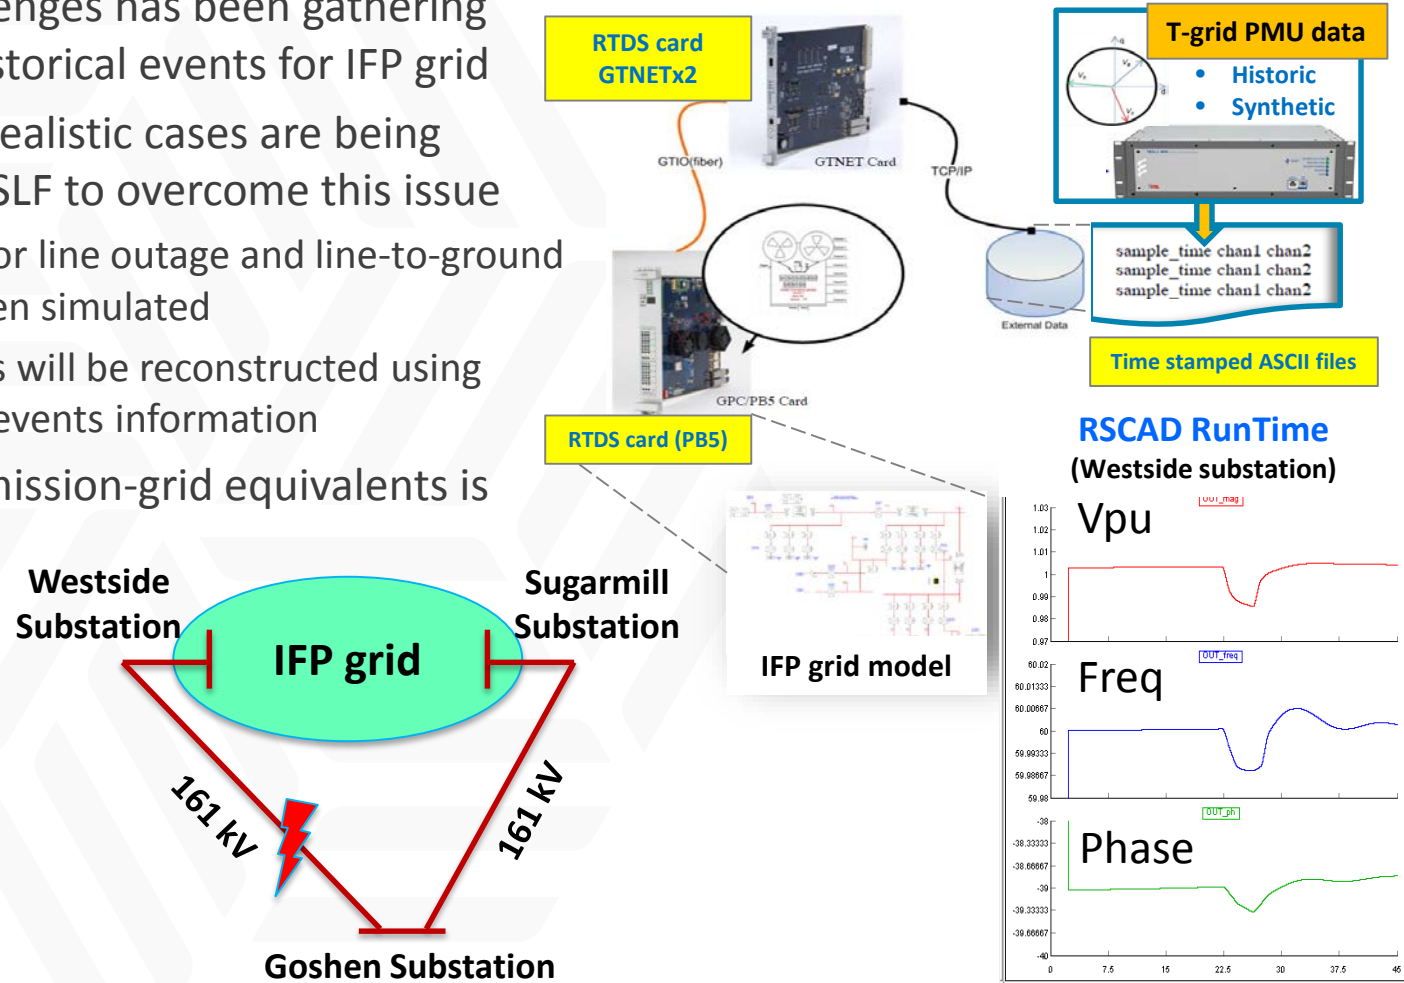 enges has been gathering
storical events for IFP grid
ealistic cases are being
SLF to overcome this issue
or line outage and line-to-ground
en simulated
s will be reconstructed using
events information
nission-grid equivalents is
RTDS card
GTNETx2
GTNET Card
GTIO(fiber)
TCP/IP
T-grid PMU data
• Historic
• Synthetic
sample_time chan1 chan2
sample_time chan1 chan2
sample_time chan1 chan2
External Data
Time stamped ASCII files
GPC/PB5 Card
RTDS card (PB5)
IFP grid model
RSCAD RunTime
(Westside substation)
OUT_mag
Vpu
1.03
1.02
1.01
1
0.99
0.98
0.97
OUT_freq
Freq
60.02
60.01333
60.00667
60
59.99333
59.98667
59.98
OUT_ph
Phase
-38
-38.33333
-38.66667
-39
-39.33333
-39.66667
-40
0 7.5 15 22.5 30 37.5 45
Westside
Substation
Sugarmill
Substation
IFP grid
161 kV
161 kV
Goshen Substation